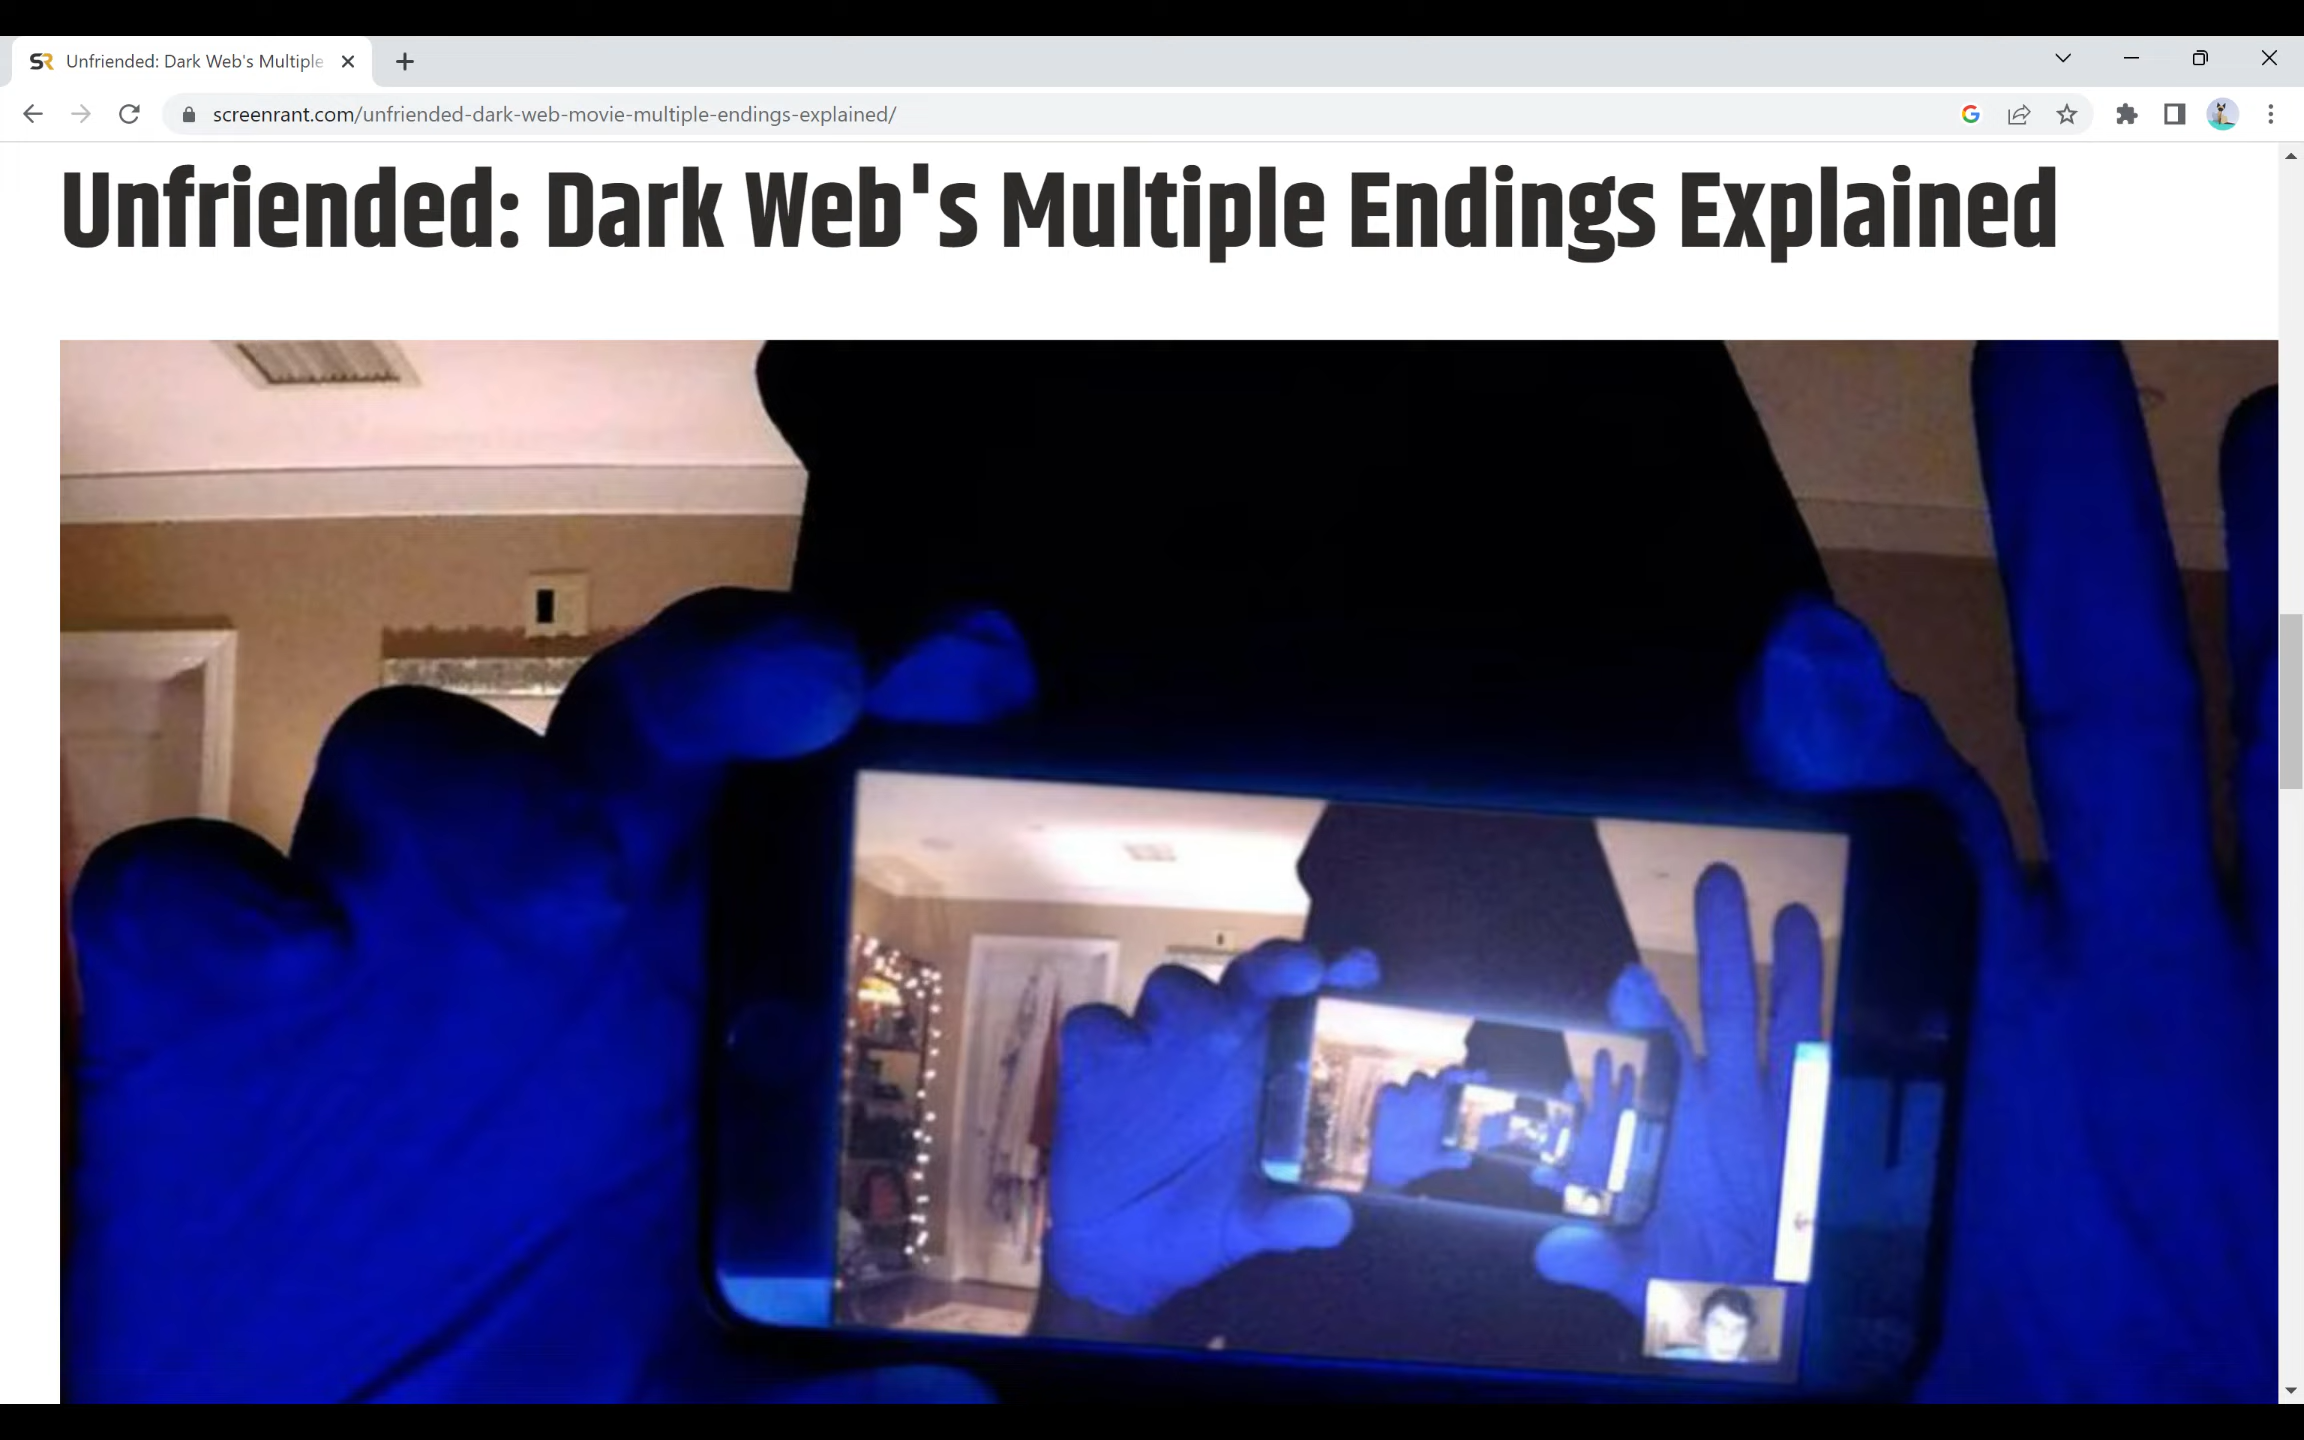 SR Unfriended: Dark Web's Multiple
screenrant.com/unfriended-dark-web-movie-multiple-endings-explained/
Unfriended: Dark Web's Multiple Endings Explained